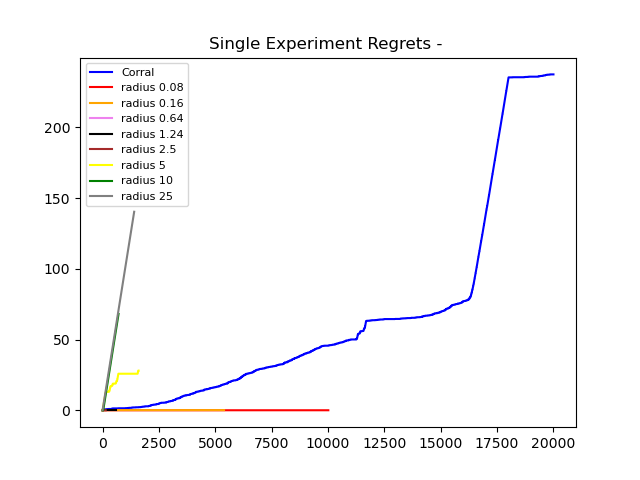 Single Experiment Regrets -
Corral
radius 0.08
radius 0.16
radius 0.64
radius 1.24
radius 2.5
radius 5
radius 10
radius 25
200
150
100
50
0
0 2500 5000 7500 10000 12500 15000 17500 20000